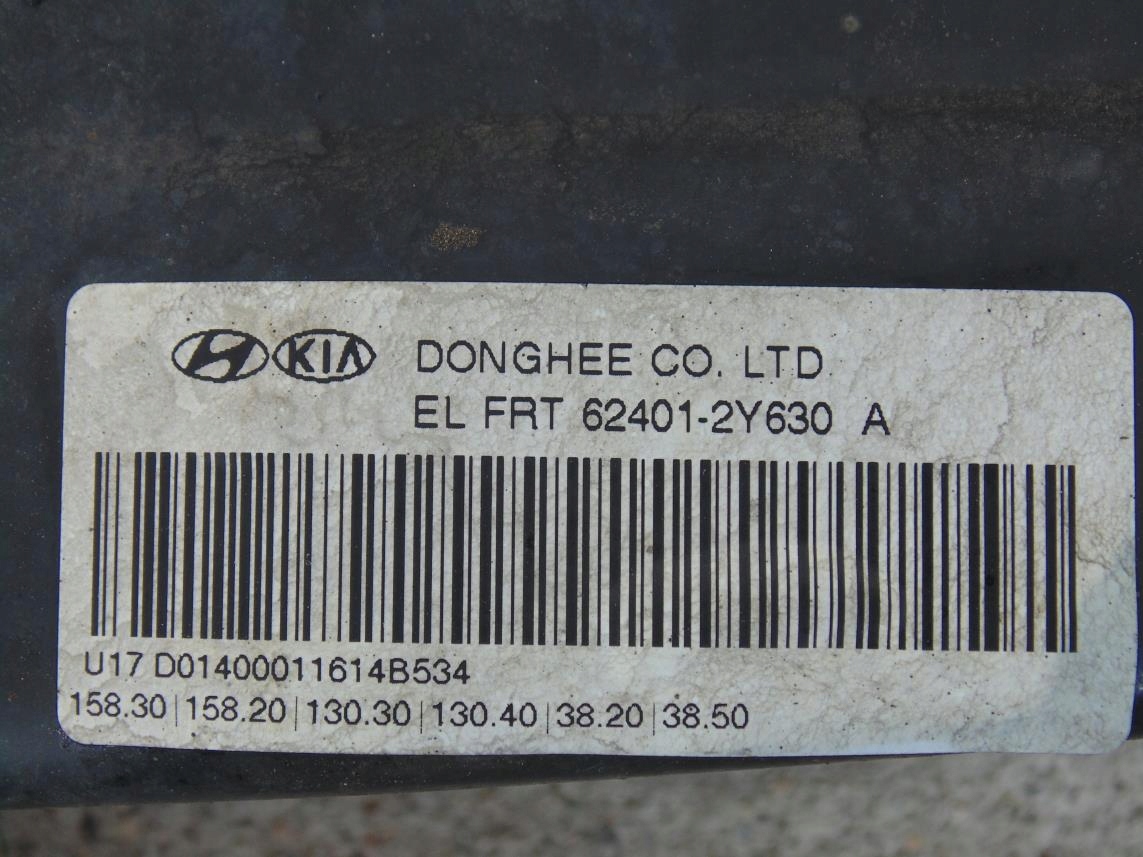 KIA DONGHEE CO. LTD
EL FRT 62401-2Y630 A
U17 D01400011614B534
158.30|158.20|130.30|130.40|38.20|38.50